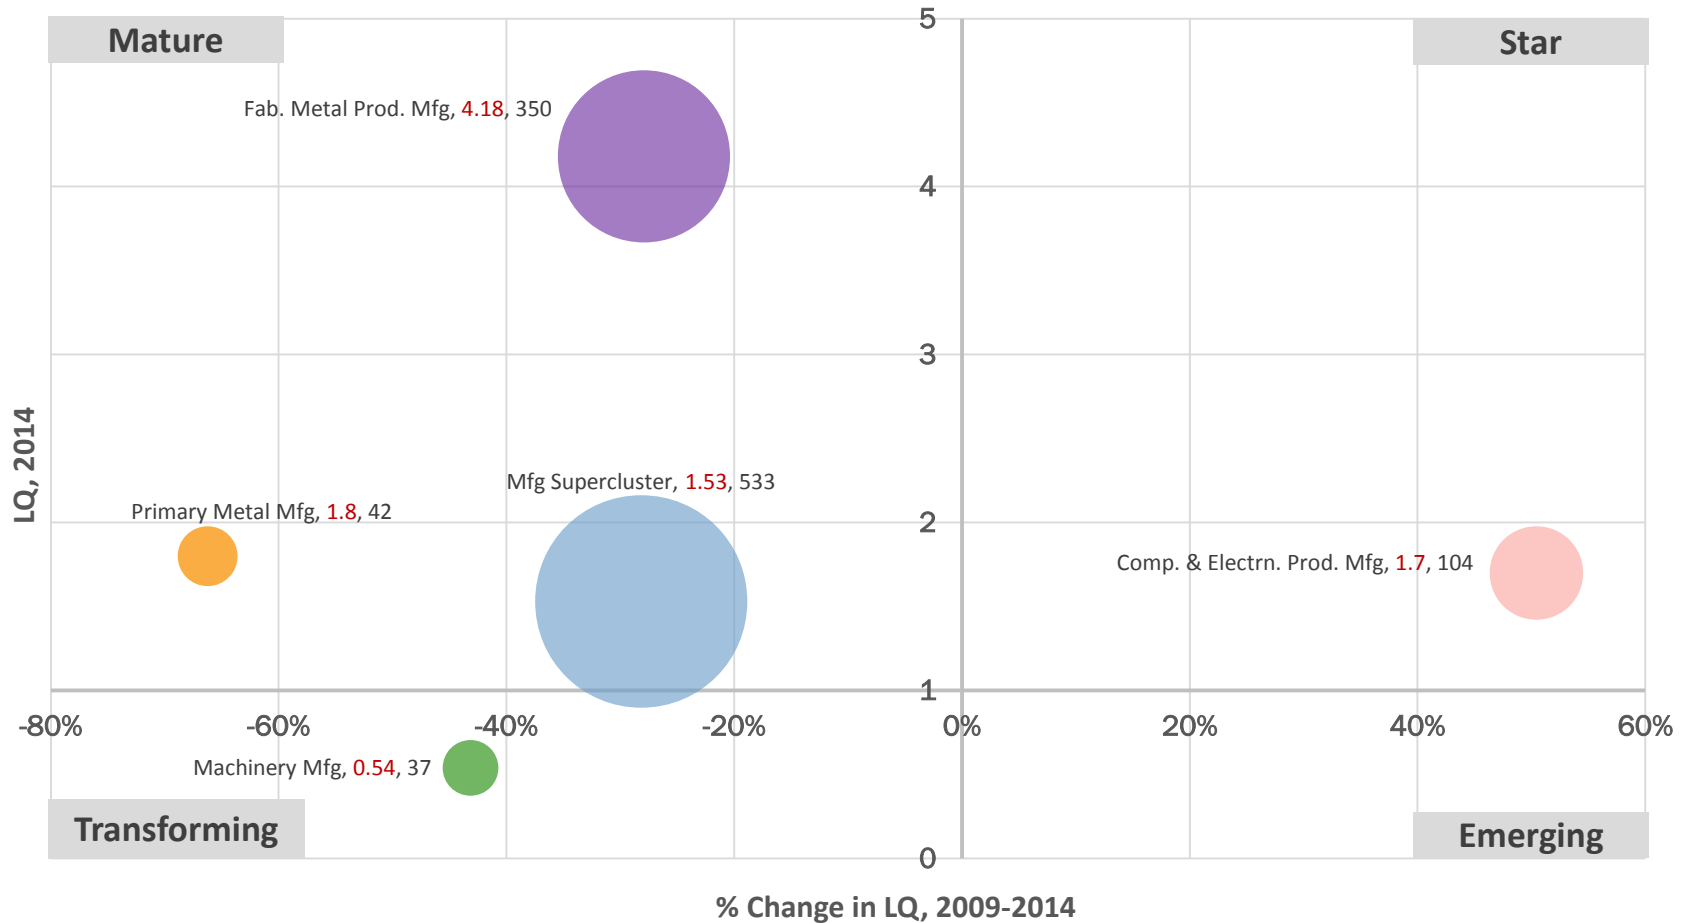 Mature
Star
5
Fab. Metal Prod. Mfg, 4.18, 350
4
3
LQ, 2014
Mfg Supercluster, 1.53, 533
Primary Metal Mfg, 1.8, 42
2
Comp. & Electrn. Prod. Mfg, 1.7, 104
1
-80% -60% -40% -20% 0% 20% 40% 60%
Machinery Mfg, 0.54, 37
Transforming
Emerging
0
% Change in LQ, 2009-2014